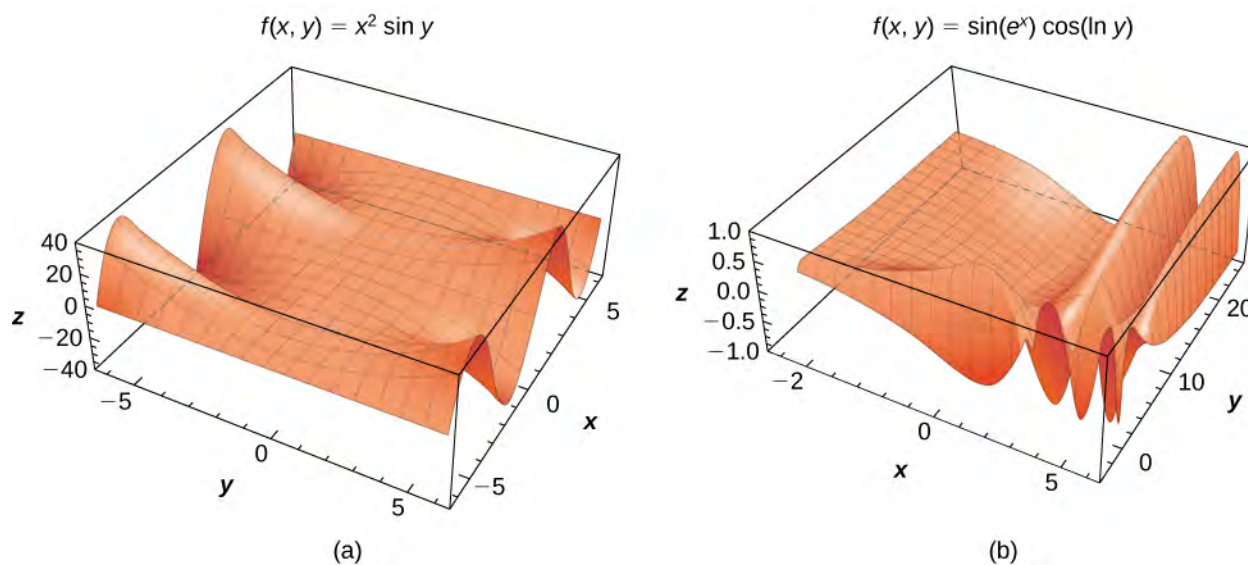 f(x, y) = x² sin y
40
20
0
−20
−40
z
−5
0
5
y
−5
0
5
x
(a)
f(x, y) = sin(eˣ) cos(ln y)
1.0
0.5
0.0
−0.5
−1.0
z
−2
0
5
x
0
10
20
y
(b)